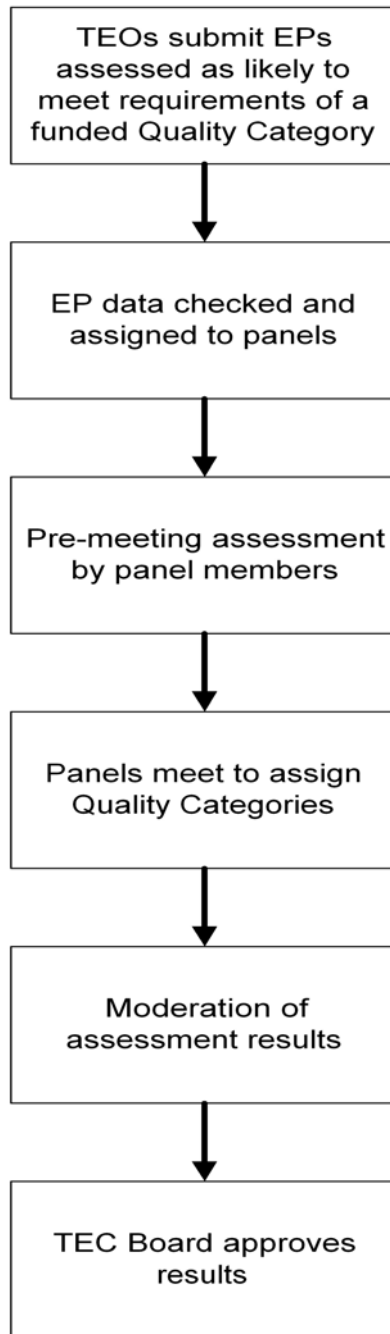 TEOs submit EPs
assessed as likely to
meet requirements of a
funded Quality Category
EP data checked and
assigned to panels
Pre-meeting assessment
by panel members
Panels meet to assign
Quality Categories
Moderation of
assessment results
TEC Board approves
results